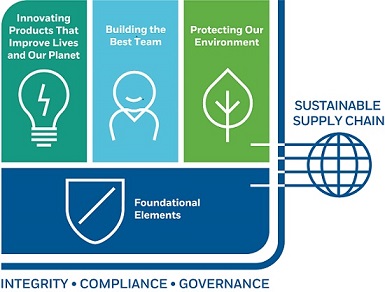 Innovating
Products That
Improve Lives
and Our Planet
Building the
Best Team
Protecting Our
Environment
SUSTAINABLE
SUPPLY CHAIN
Foundational
Elements
INTEGRITY • COMPLIANCE • GOVERNANCE